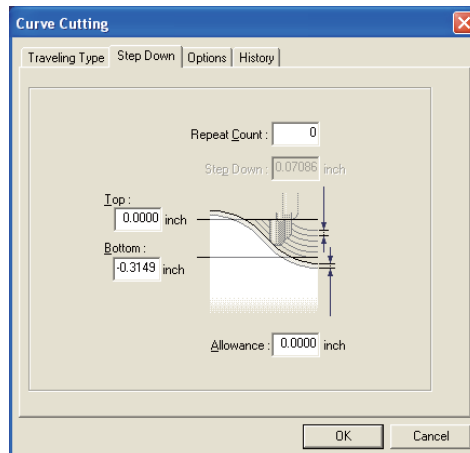 Curve Cutting
Traveling Type Step Down Options History
Repeat Count : 0
Step Down : 0.07086 inch
Top :
0.0000 inch
Bottom :
-0.3149 inch
Allowance : 0.0000 inch
OK Cancel